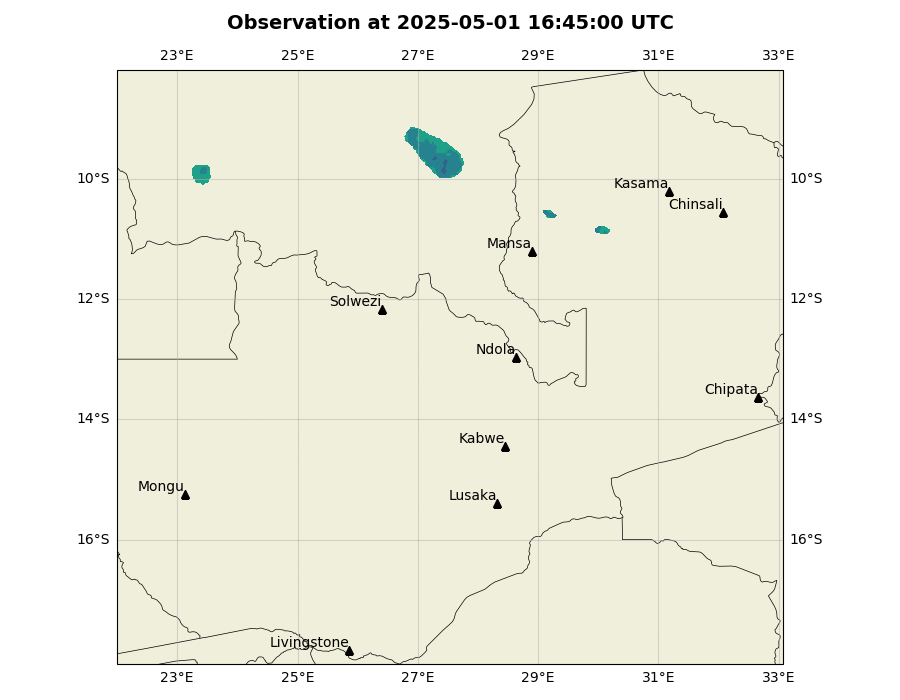 Observation at 2025-05-01 16:45:00 UTC
23°E 25°E 27°E 29°E 31°E 33°E
10°S 10°S
Kasama
Chinsali
Mansa
12°S 12°S
Solwezi
Ndola
Chipata
14°S 14°S
Kabwe
Mongu
Lusaka
16°S 16°S
Livingstone
23°E 25°E 27°E 29°E 31°E 33°E